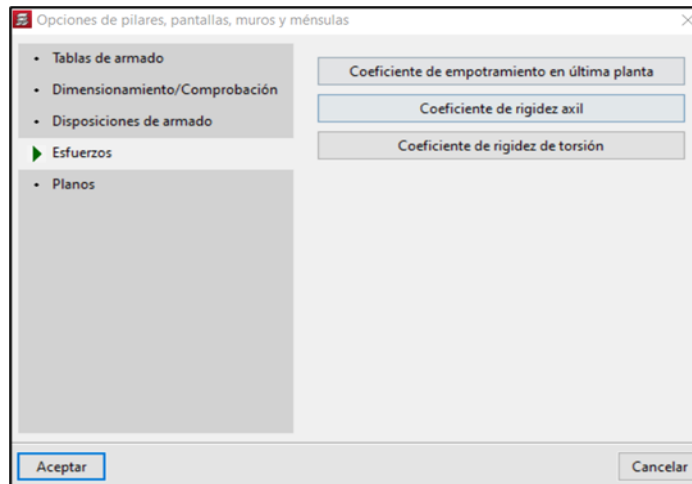 Opciones de pilares, pantallas, muros y ménsulas
Tablas de armado
Dimensionamiento/Comprobación
Disposiciones de armado
Esfuerzos
Planos
Coeficiente de empotramiento en última planta
Coeficiente de rigidez axil
Coeficiente de rigidez de torsión
Aceptar
Cancelar